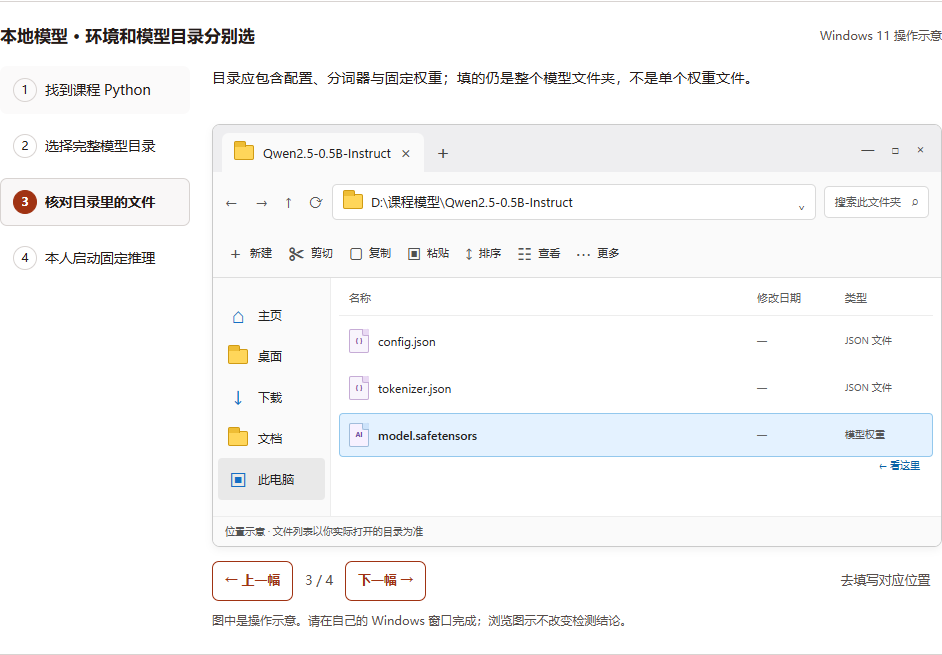 本地模型·环境和模型目录分别选
Windows 11 操作示意
1 找到课程 Python
2 选择完整模型目录
3 核对目录里的文件
4 本人启动固定推理
目录应包含配置、分词器与固定权重；填的仍是整个模型文件夹，不是单个权重文件。
Qwen2.5-0.5B-Instruct × +
— □ ×
← → ↑ ⟳ D:\课程模型\Qwen2.5-0.5B-Instruct ⌄
搜索此文件夹 ⌕
+ 新建 ✂ 剪切 ▢ 复制 ▣ 粘贴 ↕ 排序 ☷ 查看 ··· 更多
主页
桌面
下载
文档
此电脑
名称 修改日期 类型
{} config.json — JSON 文件
{} tokenizer.json — JSON 文件
AI model.safetensors — 模型权重
← 看这里
位置示意 · 文件列表以你实际打开的目录为准
← 上一幅 3 / 4 下一幅 →
去填写对应位置
图中是操作示意。请在自己的 Windows 窗口完成；浏览图示不改变检测结论。